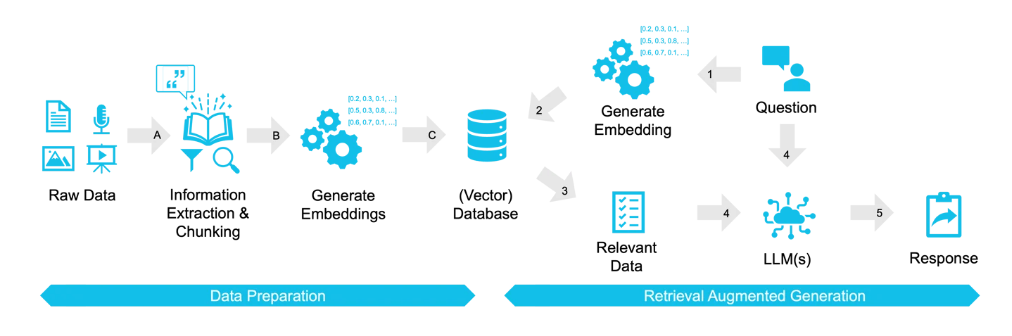 [0.2, 0.3, 0.1, ...]
[0.5, 0.3, 0.8, ...]
[0.6, 0.7, 0.1, ...]
1
Generate
Embedding
Question
2
[0.2, 0.3, 0.1, ...]
[0.5, 0.3, 0.8, ...]
[0.6, 0.7, 0.1, ...]
A
B
C
4
Raw Data
Information
Extraction &
Chunking
Generate
Embeddings
(Vector)
Database
3
4
5
Relevant
Data
LLM(s)
Response
Data Preparation
Retrieval Augmented Generation